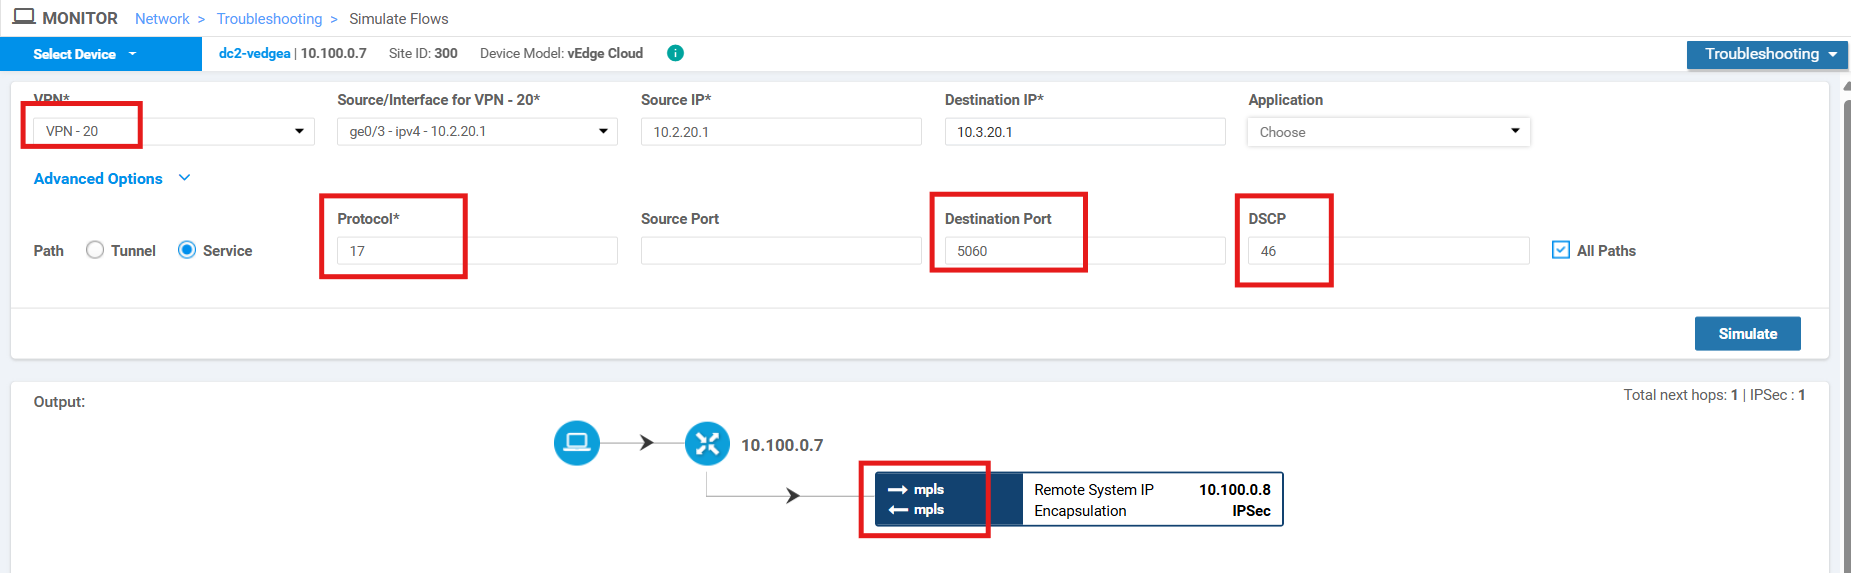 MONITOR Network > Troubleshooting > Simulate Flows
Select Device dc2-vedgea | 10.100.0.7 Site ID: 300 Device Model: vEdge Cloud i Troubleshooting
VPN* Source/Interface for VPN - 20* Source IP* Destination IP* Application
VPN - 20 ge0/3 - ipv4 - 10.2.20.1 10.2.20.1 10.3.20.1 Choose
Advanced Options
Protocol* Source Port Destination Port DSCP
Path Tunnel Service 17 5060 46 All Paths
Simulate
Output: Total next hops: 1 | IPSec : 1
10.100.0.7
mpls Remote System IP 10.100.0.8
mpls Encapsulation IPSec